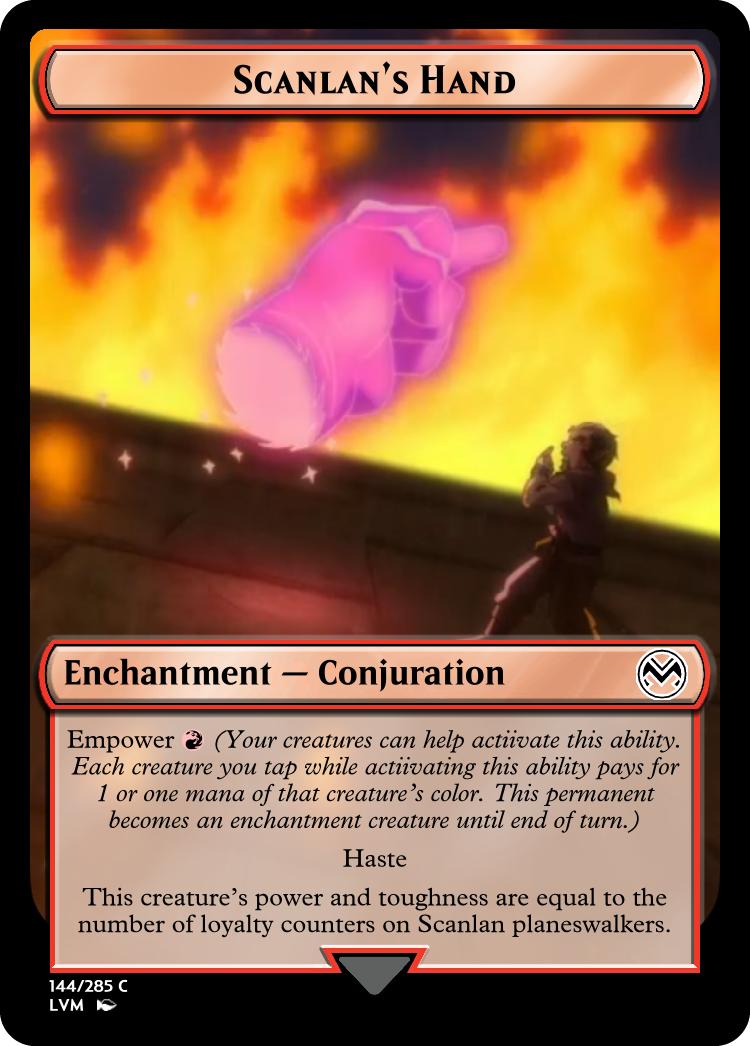 Scanlan's Hand
Enchantment — Conjuration
Empower (Your creatures can help actiivate this ability.
Each creature you tap while actiivating this ability pays for
1 or one mana of that creature's color. This permanent
becomes an enchantment creature until end of turn.)
Haste
This creature's power and toughness are equal to the
number of loyalty counters on Scanlan planeswalkers.
144/285 C
LVM